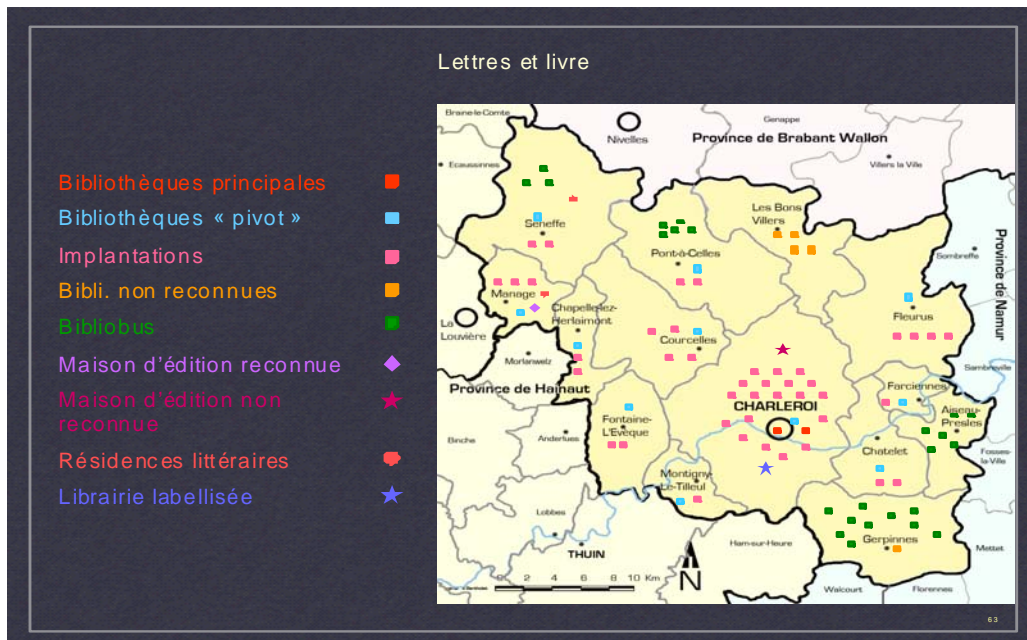 Lettres et livre
Bibliothèques principales
Bibliothèques « pivot »
Implantations
Bibli. non reconnues
Bibliobus
Maison d'édition reconnue
Maison d'édition non
reconnue
Résidences littéraires
Librairie labellisée
Braine-le-Comte
Nivelles
Genappe
Province de Brabant Wallon
Villers la Ville
Ecaussinnes
Seneffe
Les Bons
Villers
Pont-à-Celles
Sombreffe
Province de Namur
Manage
Chapelle-lez-
Herlaimont
La
Louvière
Courcelles
Fleurus
Morlanwelz
Sambreville
Province de Hainaut
Farciennes
CHARLEROI
Aiseau-
Presles
Fontaine-
L'Evêque
Binche
Anderlues
Chatelet
Fosses-
la-Ville
Montigny-
Le-Tilleul
Lobbes
THUIN
Ham-sur-Heure
Gerpinnes
Mettet
N
0 2 4 6 8 10 Km
Walcourt
Florennes
63